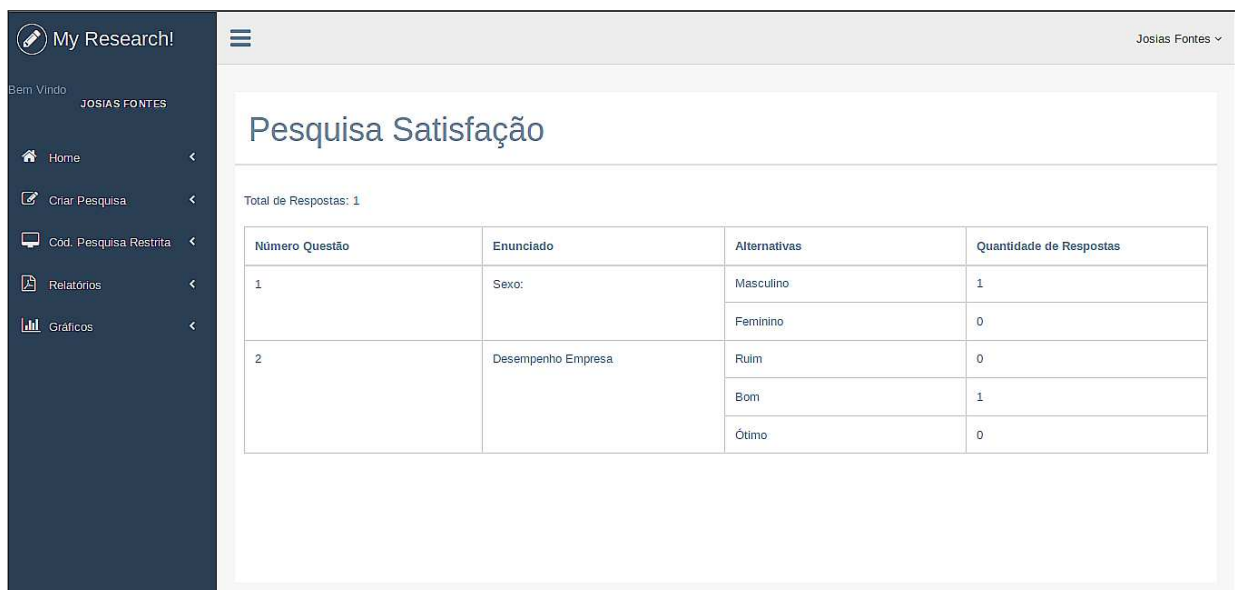 My Research!
Josias Fontes
Bem Vindo
JOSIAS FONTES
Home
Criar Pesquisa
Cód. Pesquisa Restrita
Relatórios
Gráficos
Pesquisa Satisfação
Total de Respostas: 1
Número Questão Enunciado Alternativas Quantidade de Respostas
1 Sexo: Masculino 1
Feminino 0
2 Desempenho Empresa Ruim 0
Bom 1
Ótimo 0